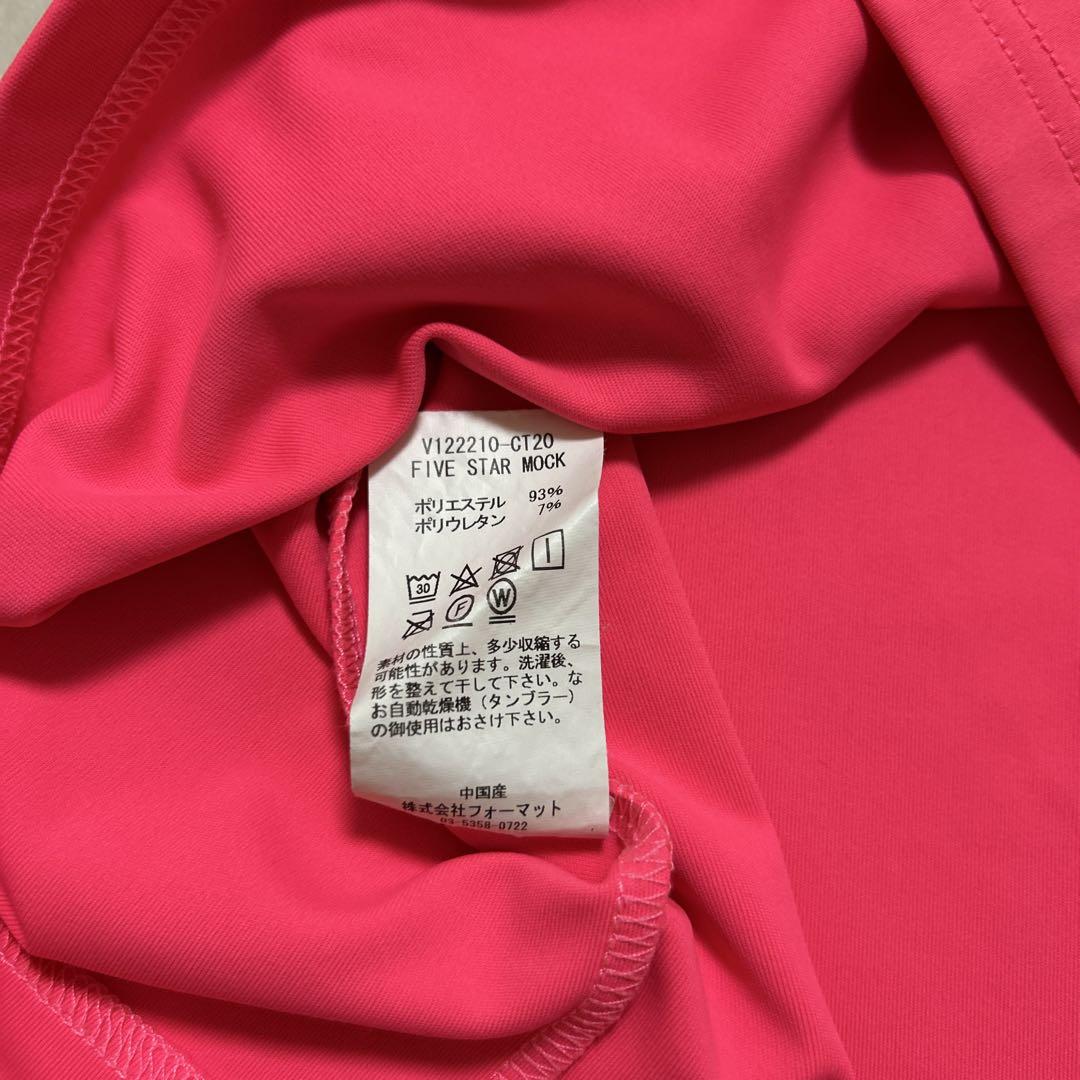 V122210-CT20
FIVE STAR MOCK
ポリエステル 93%
ポリウレタン 7%
30
F W
素材の性質上、多少収縮する
可能性があります。洗濯後、
形を整えて干して下さい。な
お自動乾燥機（タンブラー）
の御使用はおさけ下さい。
中国産
株式会社フォーマット
03-5358-0722